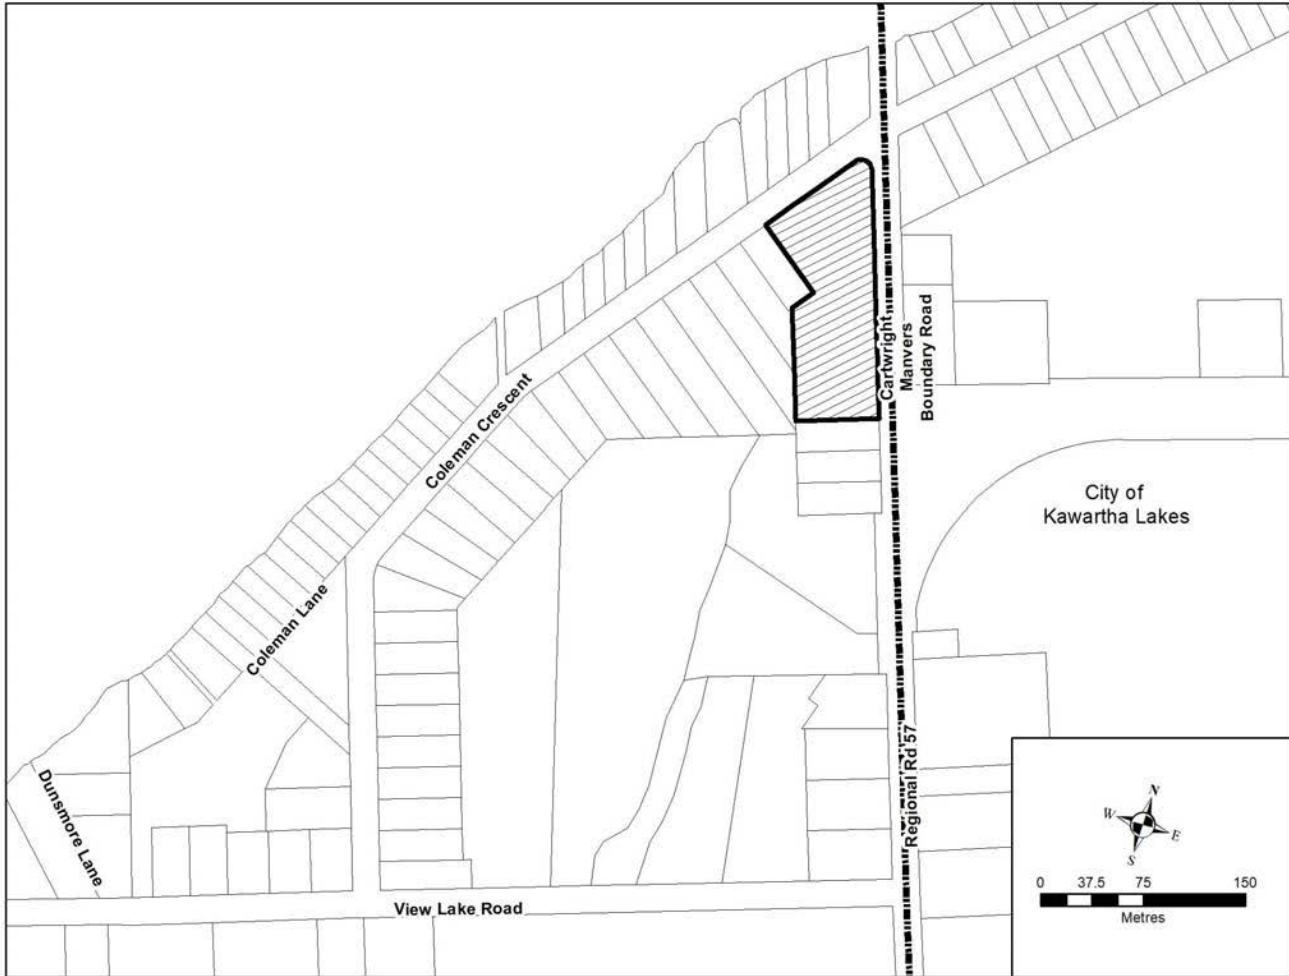 Cartwright
Manvers
Boundary Road
Coleman Crescent
City of
Kawartha Lakes
Coleman Lane
Regional Rd 57
Dunsmore Lane
View Lake Road
N
W
E
S
0 37.5 75 150
Metres